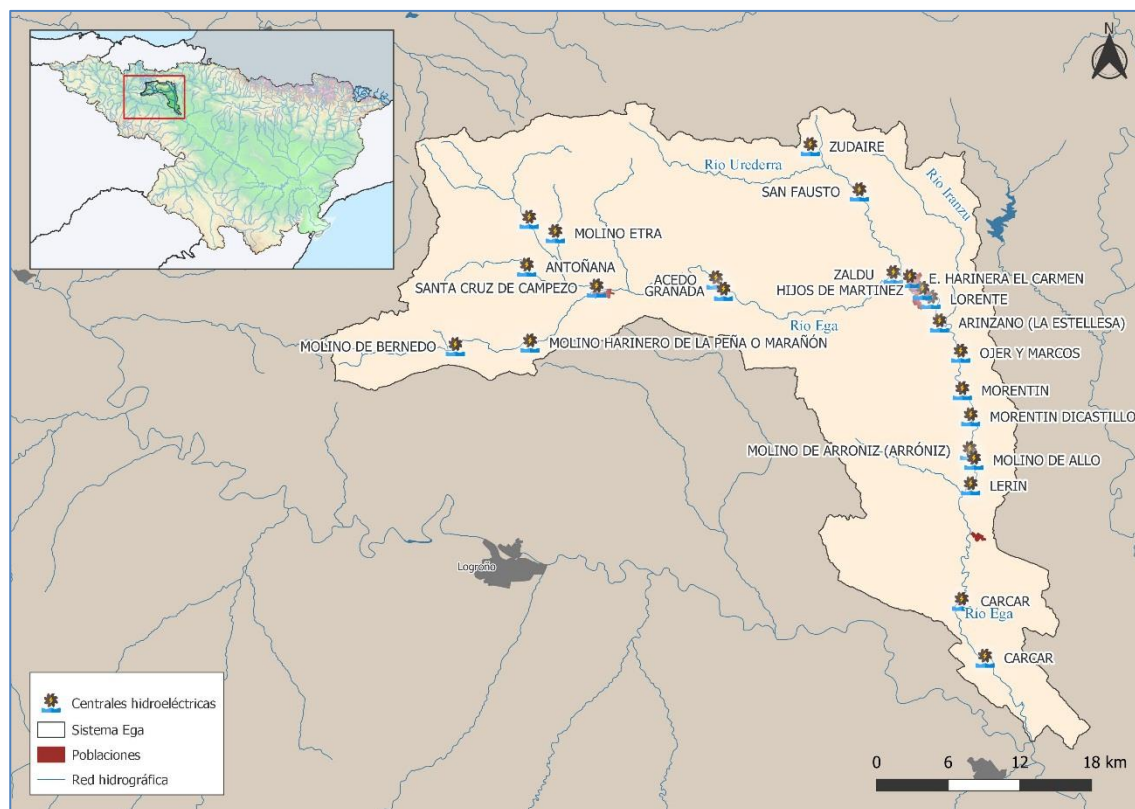 N
ZUDAIRE
Río Urederra
SAN FAUSTO
Río Iranzu
MOLINO ETRA
ANTOÑANA
SANTA CRUZ DE CAMPEZO
ACEDO
GRANADA
ZALDU
E. HARINERA EL CARMEN
HIJOS DE MARTINEZ
LORENTE
Río Ega
ARINZANO (LA ESTELLESA)
MOLINO DE BERNEDO
MOLINO HARINERO DE LA PEÑA O MARAÑÓN
OJER Y MARCOS
MORENTIN
MORENTIN DICASTILLO
MOLINO DE ARRONIZ (ARRÓNIZ)
MOLINO DE ALLO
LERIN
Logroño
CARCAR
Río Ega
CARCAR
Centrales hidroeléctricas
Sistema Ega
Poblaciones
Red hidrográfica
0 6 12 18 km